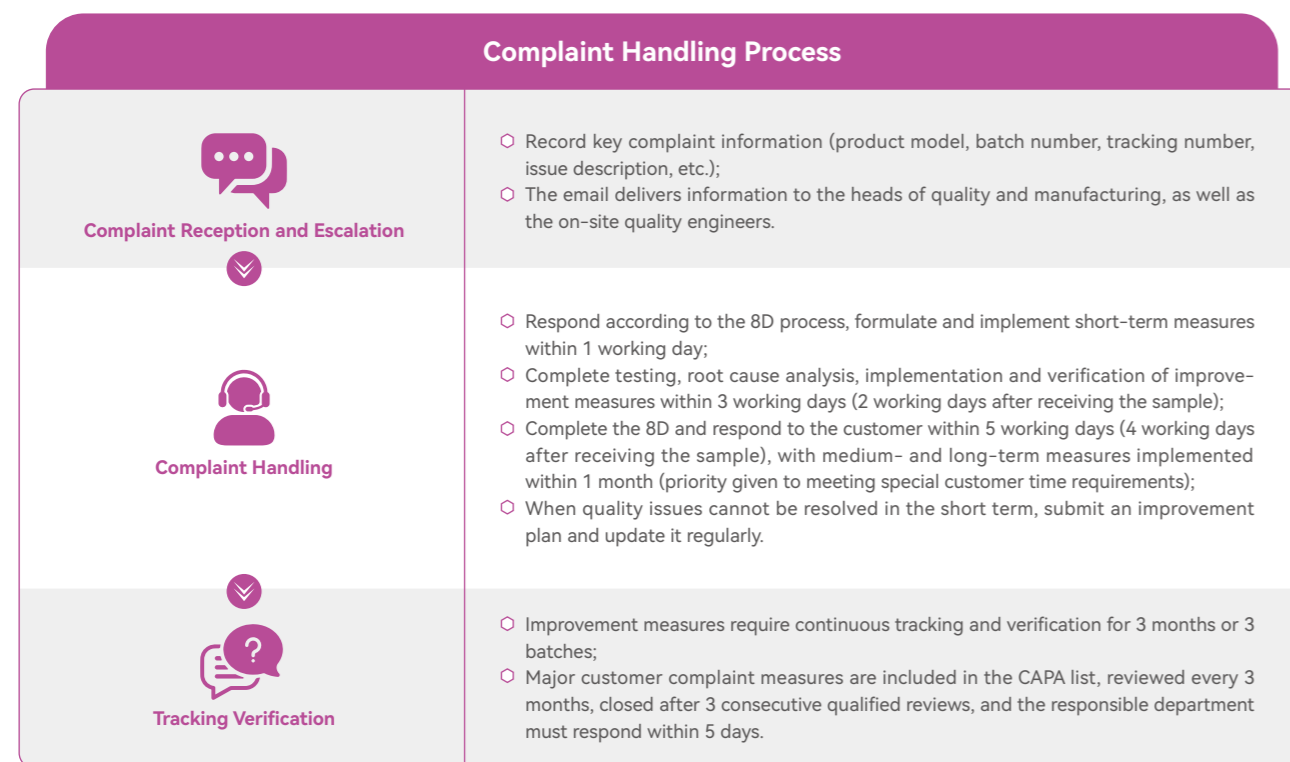 Complaint Handling Process
Complaint Reception and Escalation
Record key complaint information (product model, batch number, tracking number,
issue description, etc.);
The email delivers information to the heads of quality and manufacturing, as well as
the on-site quality engineers.
Complaint Handling
Respond according to the 8D process, formulate and implement short-term measures
within 1 working day;
Complete testing, root cause analysis, implementation and verification of improve-
ment measures within 3 working days (2 working days after receiving the sample);
Complete the 8D and respond to the customer within 5 working days (4 working days
after receiving the sample), with medium- and long-term measures implemented
within 1 month (priority given to meeting special customer time requirements);
When quality issues cannot be resolved in the short term, submit an improvement
plan and update it regularly.
?
Tracking Verification
Improvement measures require continuous tracking and verification for 3 months or 3
batches;
Major customer complaint measures are included in the CAPA list, reviewed every 3
months, closed after 3 consecutive qualified reviews, and the responsible department
must respond within 5 days.